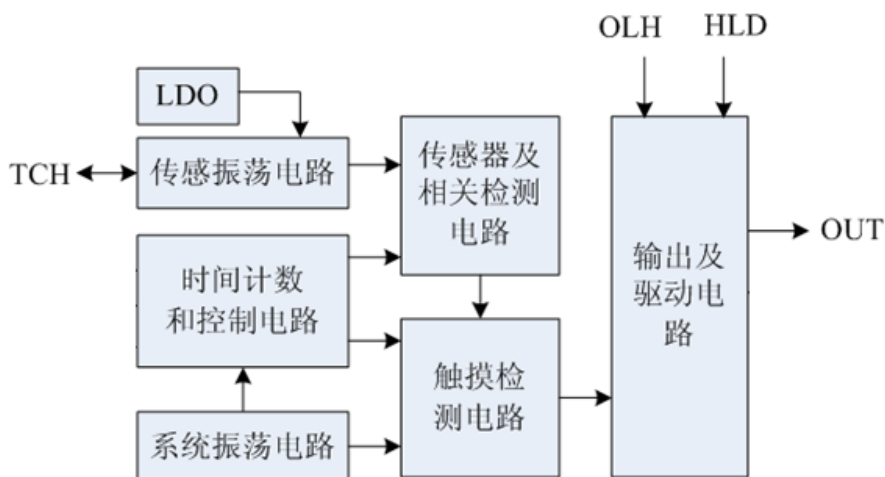 OLH
HLD
LDO
TCH
传感振荡电路
传感器及
相关检测
电路
时间计数
和控制电路
输出及
驱动电
路
OUT
触摸检
测电路
系统振荡电路